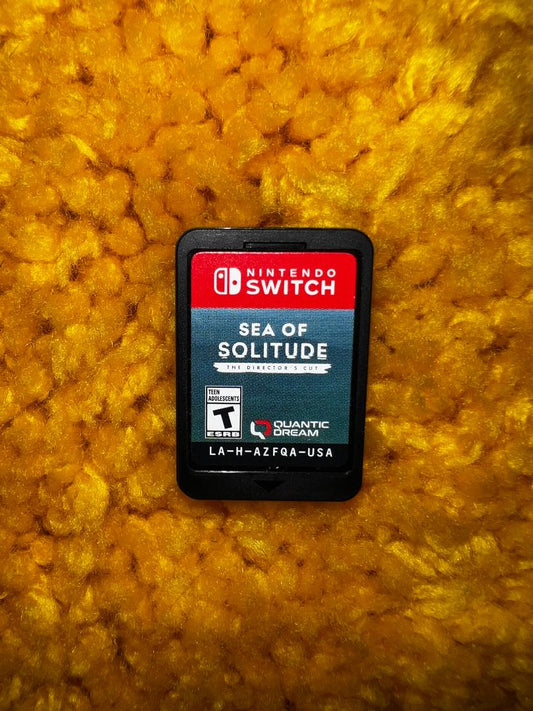 NINTENDO
SWITCH
SEA OF
SOLITUDE
THE DIRECTOR'S CUT
TEEN
ADOLESCENTS
T
ESRB
QUANTIC
DREAM
LA-H-AZFQA-USA